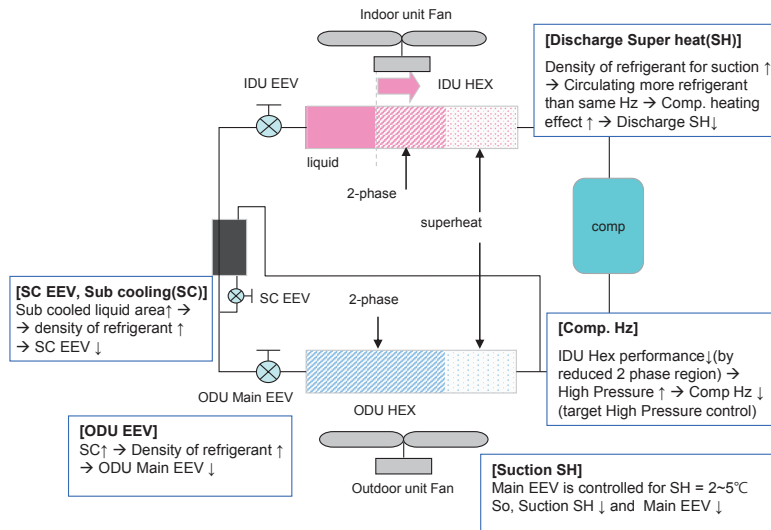 Indoor unit Fan
IDU EEV
IDU HEX
liquid
2-phase
superheat
comp
[Discharge Super heat(SH)]
Density of refrigerant for suction ↑
→ Circulating more refrigerant
than same Hz → Comp. heating
effect ↑ → Discharge SH↓
[SC EEV, Sub cooling(SC)]
Sub cooled liquid area↑ →
→ density of refrigerant ↑
→ SC EEV ↓
SC EEV
2-phase
[Comp. Hz]
IDU Hex performance↓(by
reduced 2 phase region) →
High Pressure ↑ → Comp Hz ↓
(target High Pressure control)
ODU Main EEV
ODU HEX
[ODU EEV]
SC↑ → Density of refrigerant ↑
→ ODU Main EEV ↓
Outdoor unit Fan
[Suction SH]
Main EEV is controlled for SH = 2~5℃
So, Suction SH ↓ and Main EEV ↓